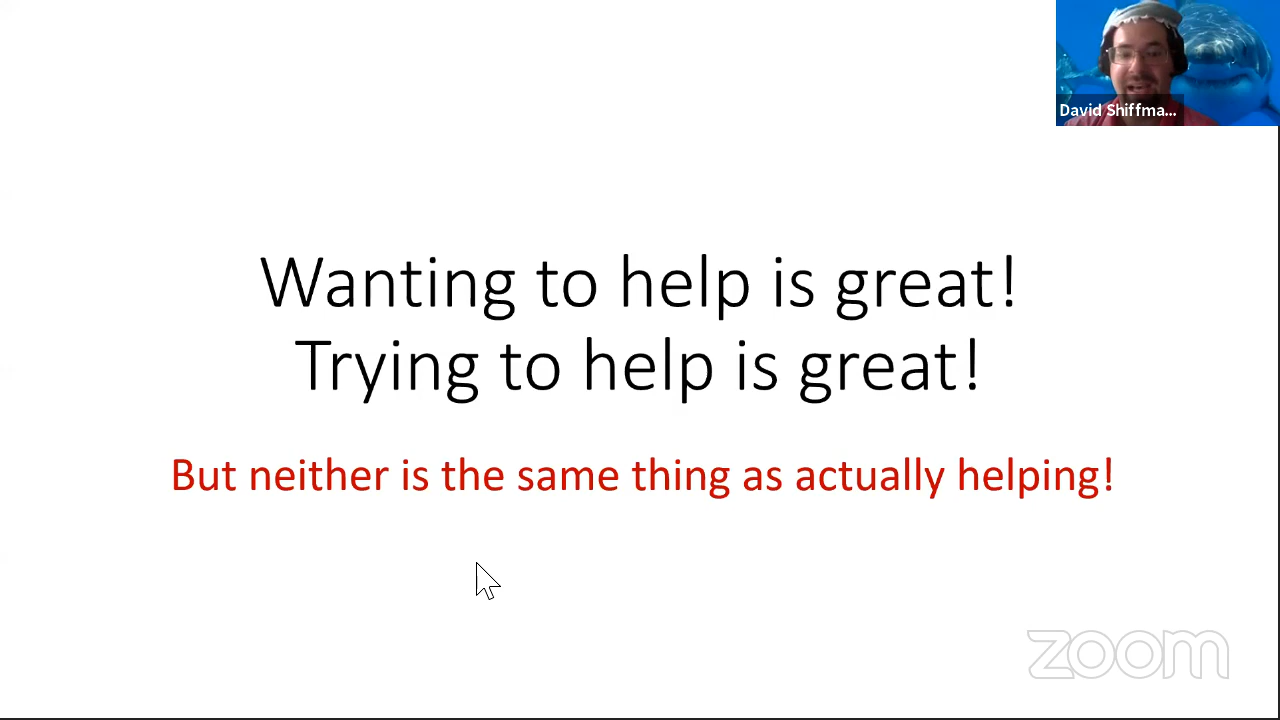 David Shiffma...
Wanting to help is great!
Trying to help is great!
But neither is the same thing as actually helping!
zoom